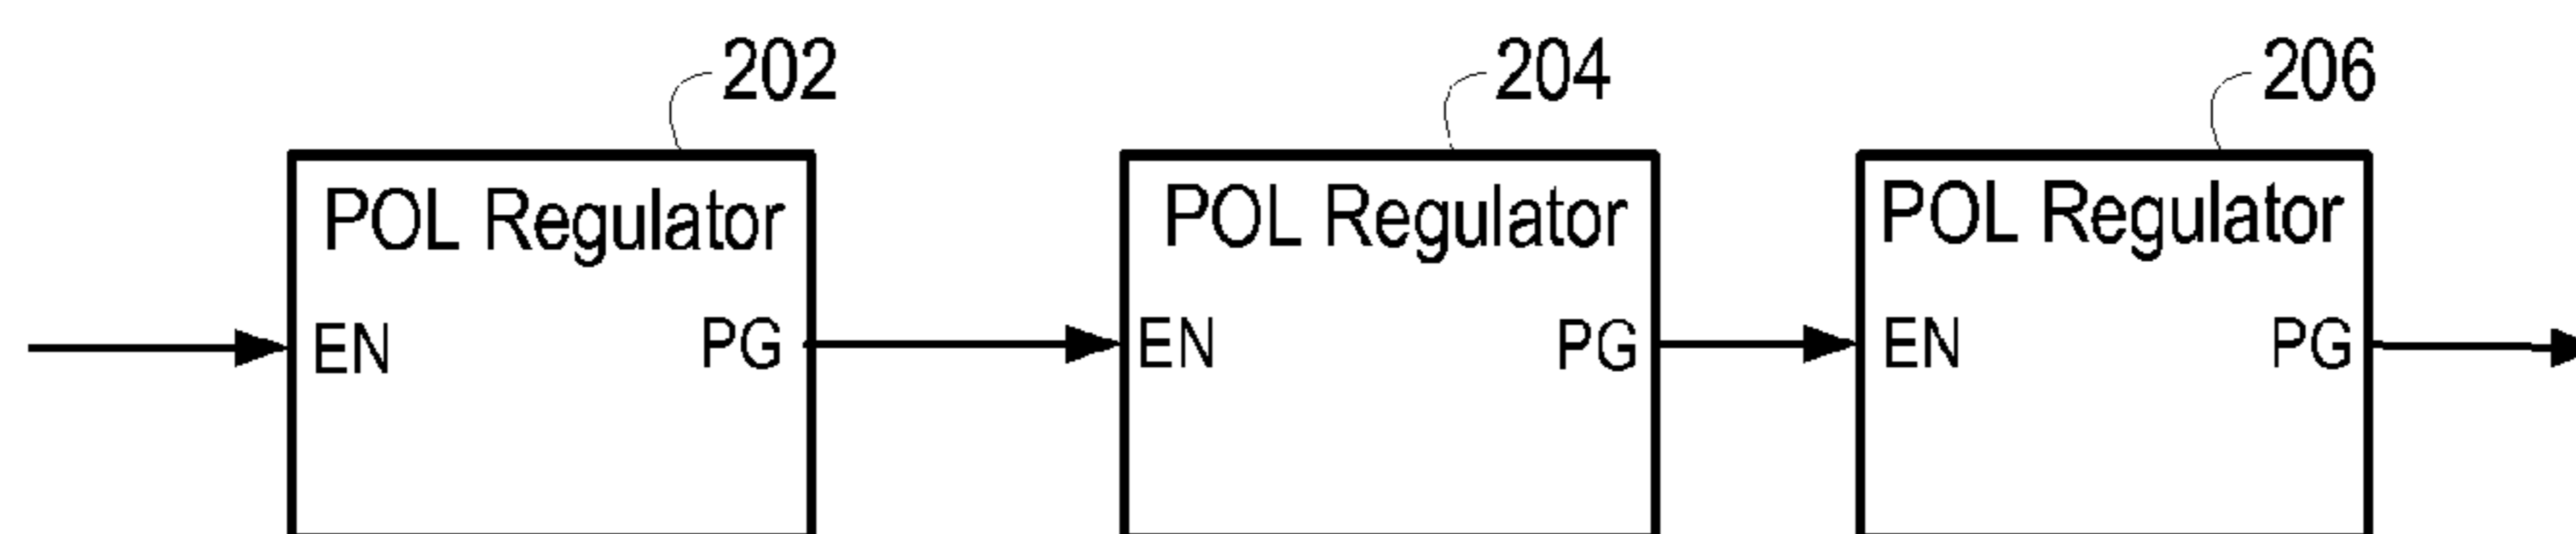 202 204 206
POL Regulator POL Regulator POL Regulator
EN PG EN PG EN PG